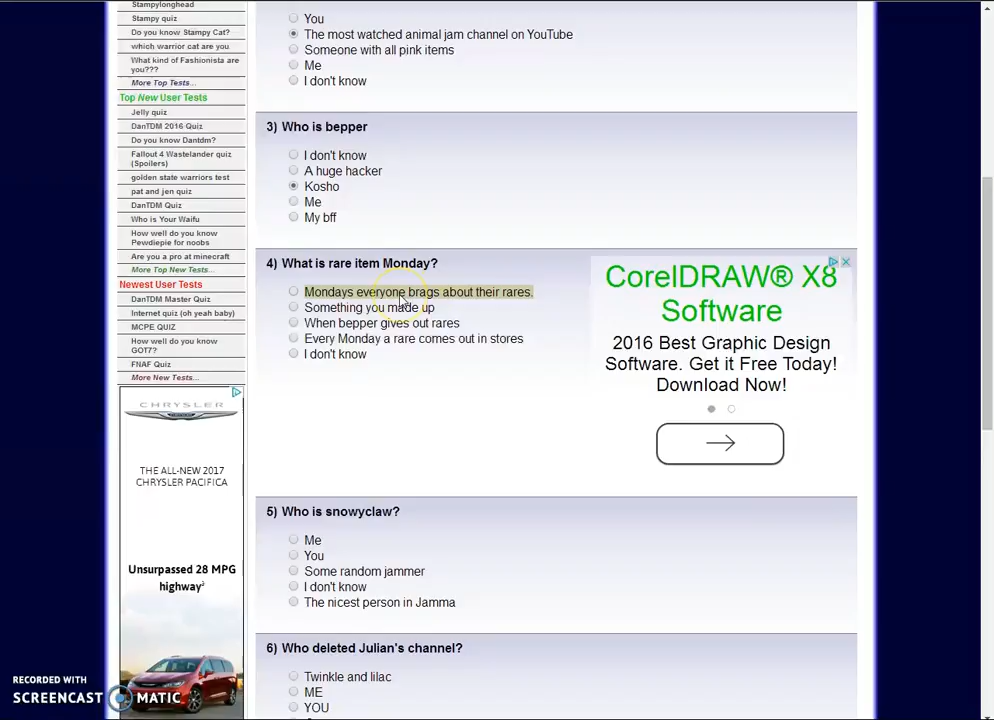 Stampylonghead
Stampy quiz
Do you know Stampy Cat?
which warrior cat are you
What kind of Fashionista are
you???
More Top Tests...
Top New User Tests
Jelly quiz
DanTDM 2016 Quiz
Do you know Dantdm?
Fallout 4 Wastelander quiz
(Spoilers)
golden state warriors test
pat and jen quiz
DanTDM Quiz
Who is Your Waifu
How well do you know
Pewdiepie for noobs
Are you a pro at minecraft
More Top New Tests...
Newest User Tests
DanTDM Master Quiz
Internet quiz (oh yeah baby)
MCPE QUIZ
How well do you know
GOT7?
FNAF Quiz
More New Tests...
CHRYSLER
THE ALL-NEW 2017
CHRYSLER PACIFICA
Unsurpassed 28 MPG
highway²
You
The most watched animal jam channel on YouTube
Someone with all pink items
Me
I don't know
3) Who is bepper
I don't know
A huge hacker
Kosho
Me
My bff
4) What is rare item Monday?
Mondays everyone brags about their rares.
Something you made up
When bepper gives out rares
Every Monday a rare comes out in stores
I don't know
CorelDRAW® X8
Software
2016 Best Graphic Design
Software. Get it Free Today!
Download Now!
5) Who is snowyclaw?
Me
You
Some random jammer
I don't know
The nicest person in Jamma
6) Who deleted Julian's channel?
Twinkle and lilac
ME
YOU
RECORDED WITH
SCREENCAST MATIC